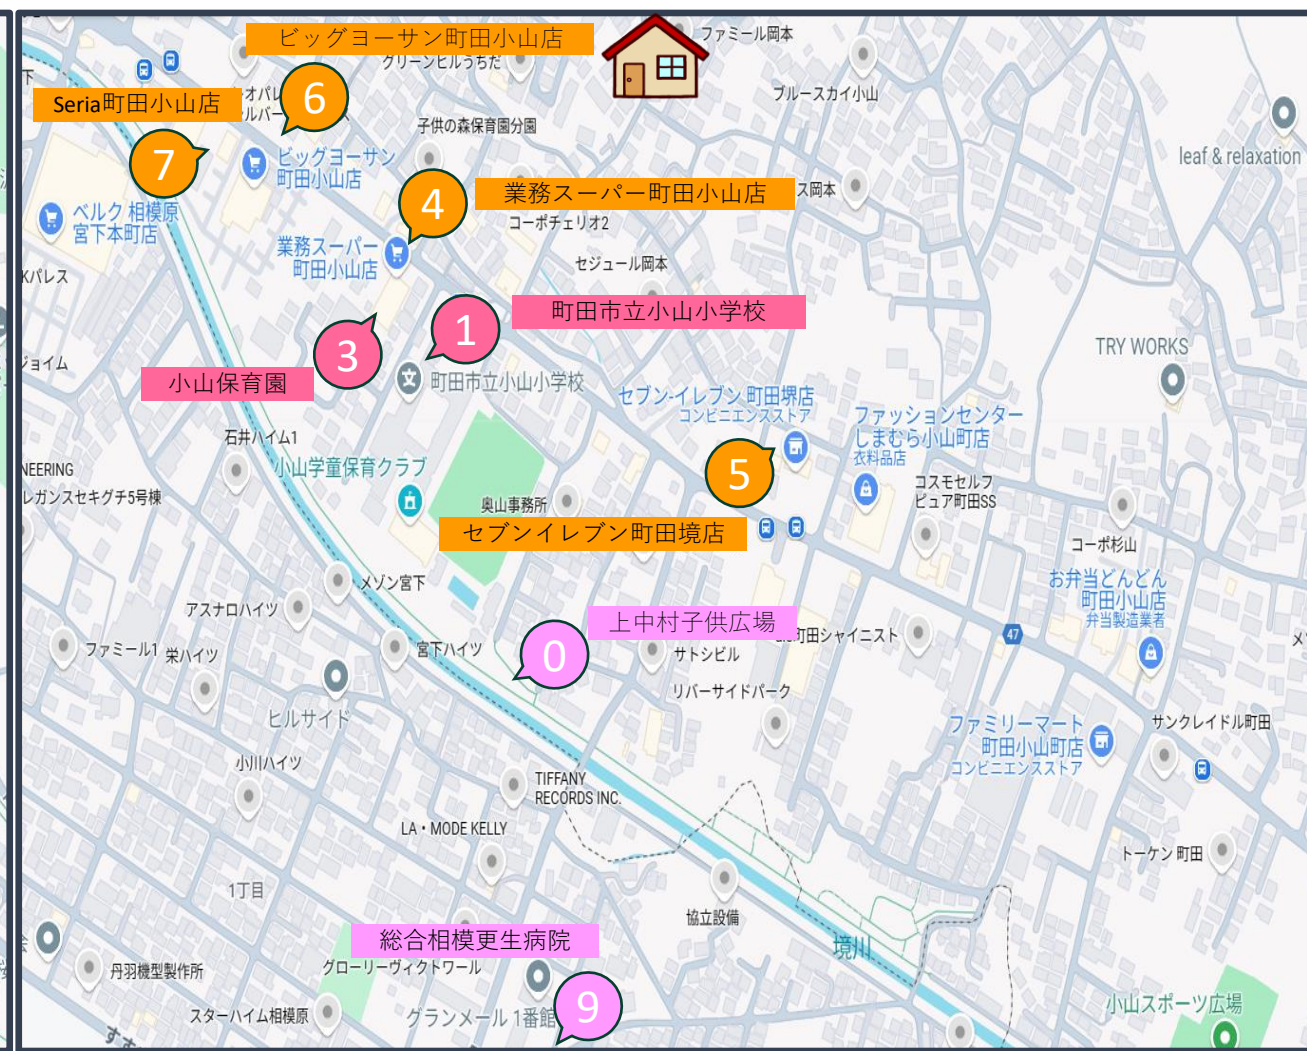 ビッグヨーサン町田小山店
ファミール岡本
グリーンヒルうちだ
ブルースカイ小山
Seria町田小山店
6
子供の森保育園分園
leaf & relaxation
7
ビッグヨーサン
町田小山店
4
業務スーパー町田小山店
ス岡本
ベルク 相模原
宮下本町店
コーポチェリオ2
業務スーパー
町田小山店
セジュール岡本
Kパレス
町田市立小山小学校
1
3
TRY WORKS
ジョイム
小山保育園
町田市立小山小学校
セブン-イレブン 町田堺店
コンビニエンスストア
ファッションセンター
しまむら小山町店
衣料品店
石井ハイム1
小山学童保育クラブ
5
NEERING
レガンスセキグチ5号棟
奥山事務所
コスモセルフ
ピュア町田SS
セブンイレブン町田境店
コーポ杉山
メゾン宮下
お弁当どんどん
町田小山店
弁当製造業者
アスナロハイツ
上中村子供広場
町田シャイニスト
47
0
ファミール1
栄ハイツ
宮下ハイツ
サトシビル
リバーサイドパーク
ヒルサイド
ファミリーマート
町田小山町店
コンビニエンスストア
サンクレイドル町田
小川ハイツ
TIFFANY
RECORDS INC.
LA・MODE KELLY
トーケン 町田
1丁目
協立設備
総合相模更生病院
境川
丹羽機型製作所
グローリーヴィクトワール
9
スターハイム相模原
グランメール 1番館
小山スポーツ広場